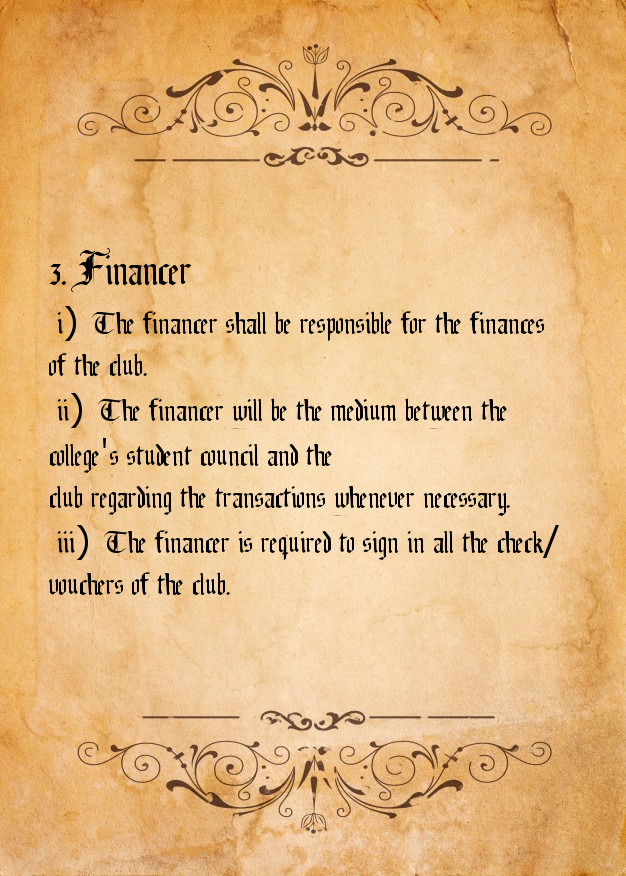 3. Financer
i) The financer shall be responsible for the finances
of the club.
ii) The financer will be the medium between the
college's student council and the
club regarding the transactions whenever necessary.
iii) The financer is required to sign in all the check/
vouchers of the club.